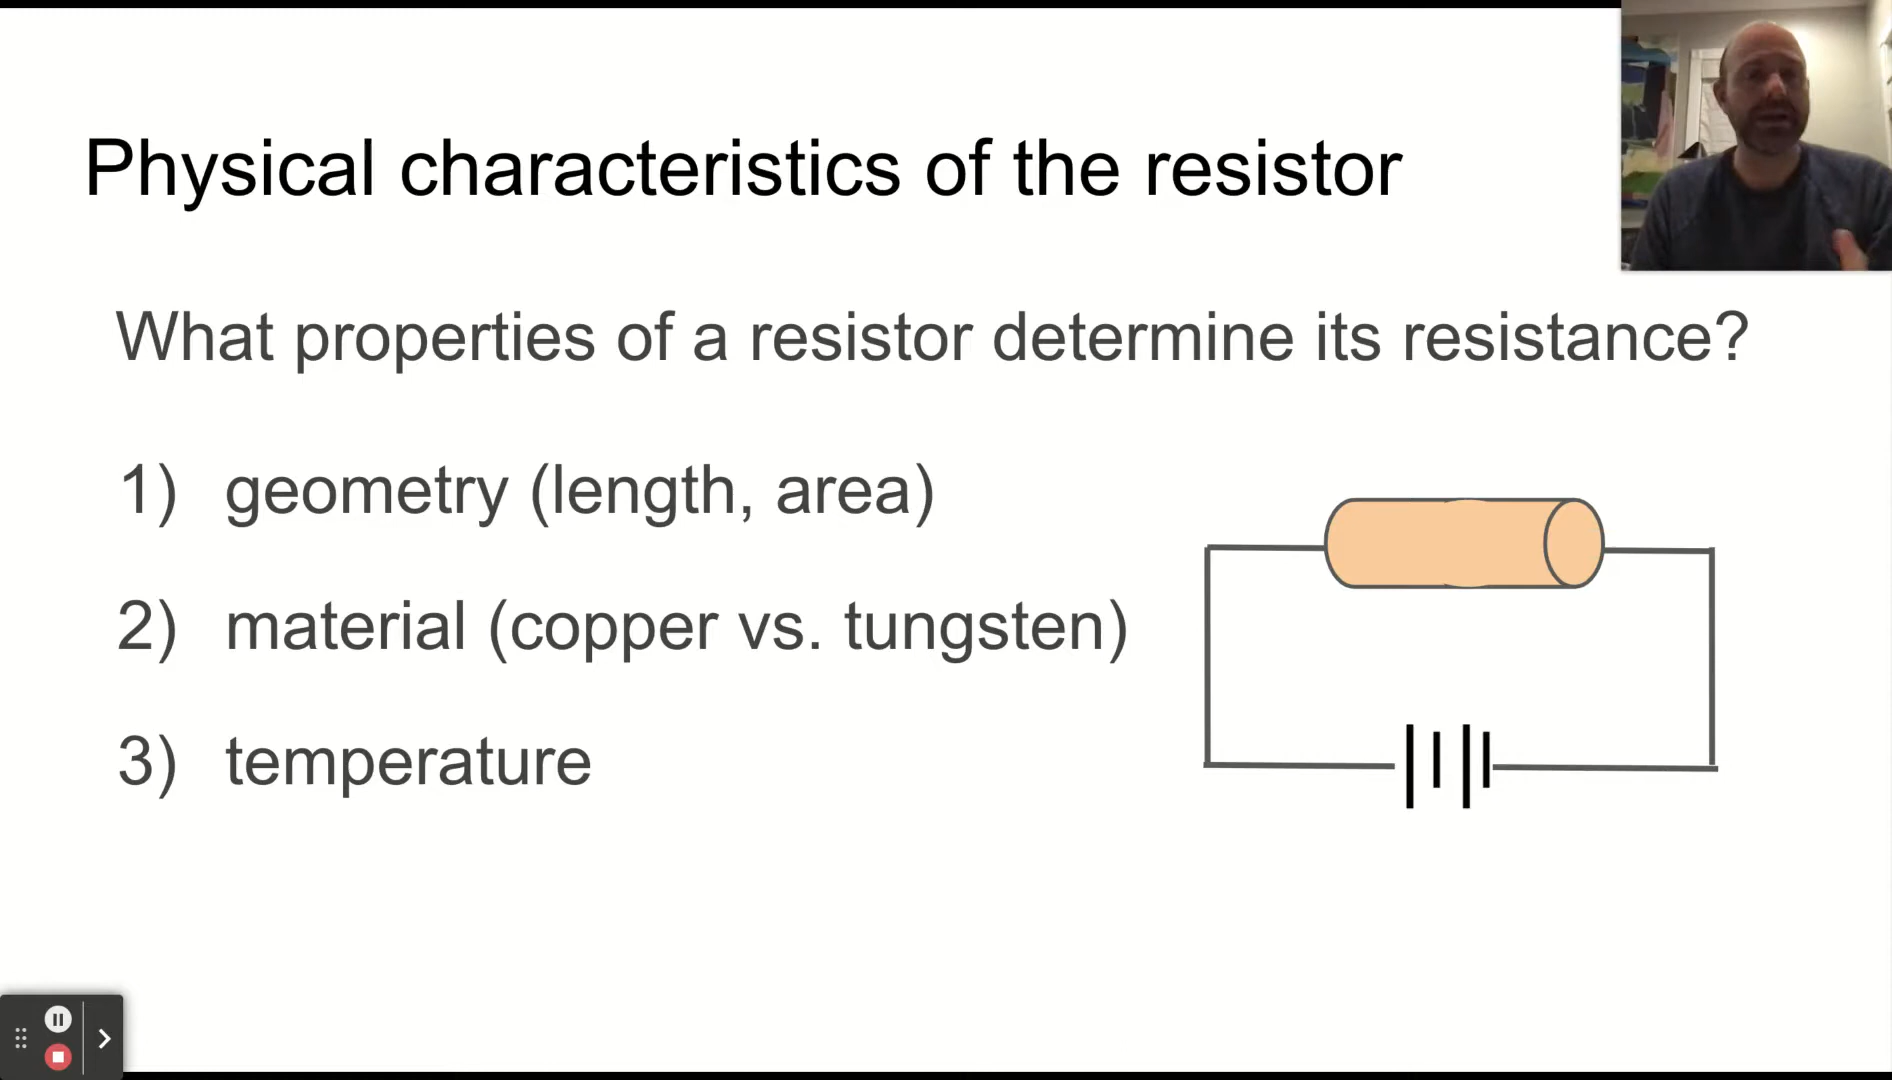 Physical characteristics of the resistor
What properties of a resistor determine its resistance?
1) geometry (length, area)
2) material (copper vs. tungsten)
3) temperature